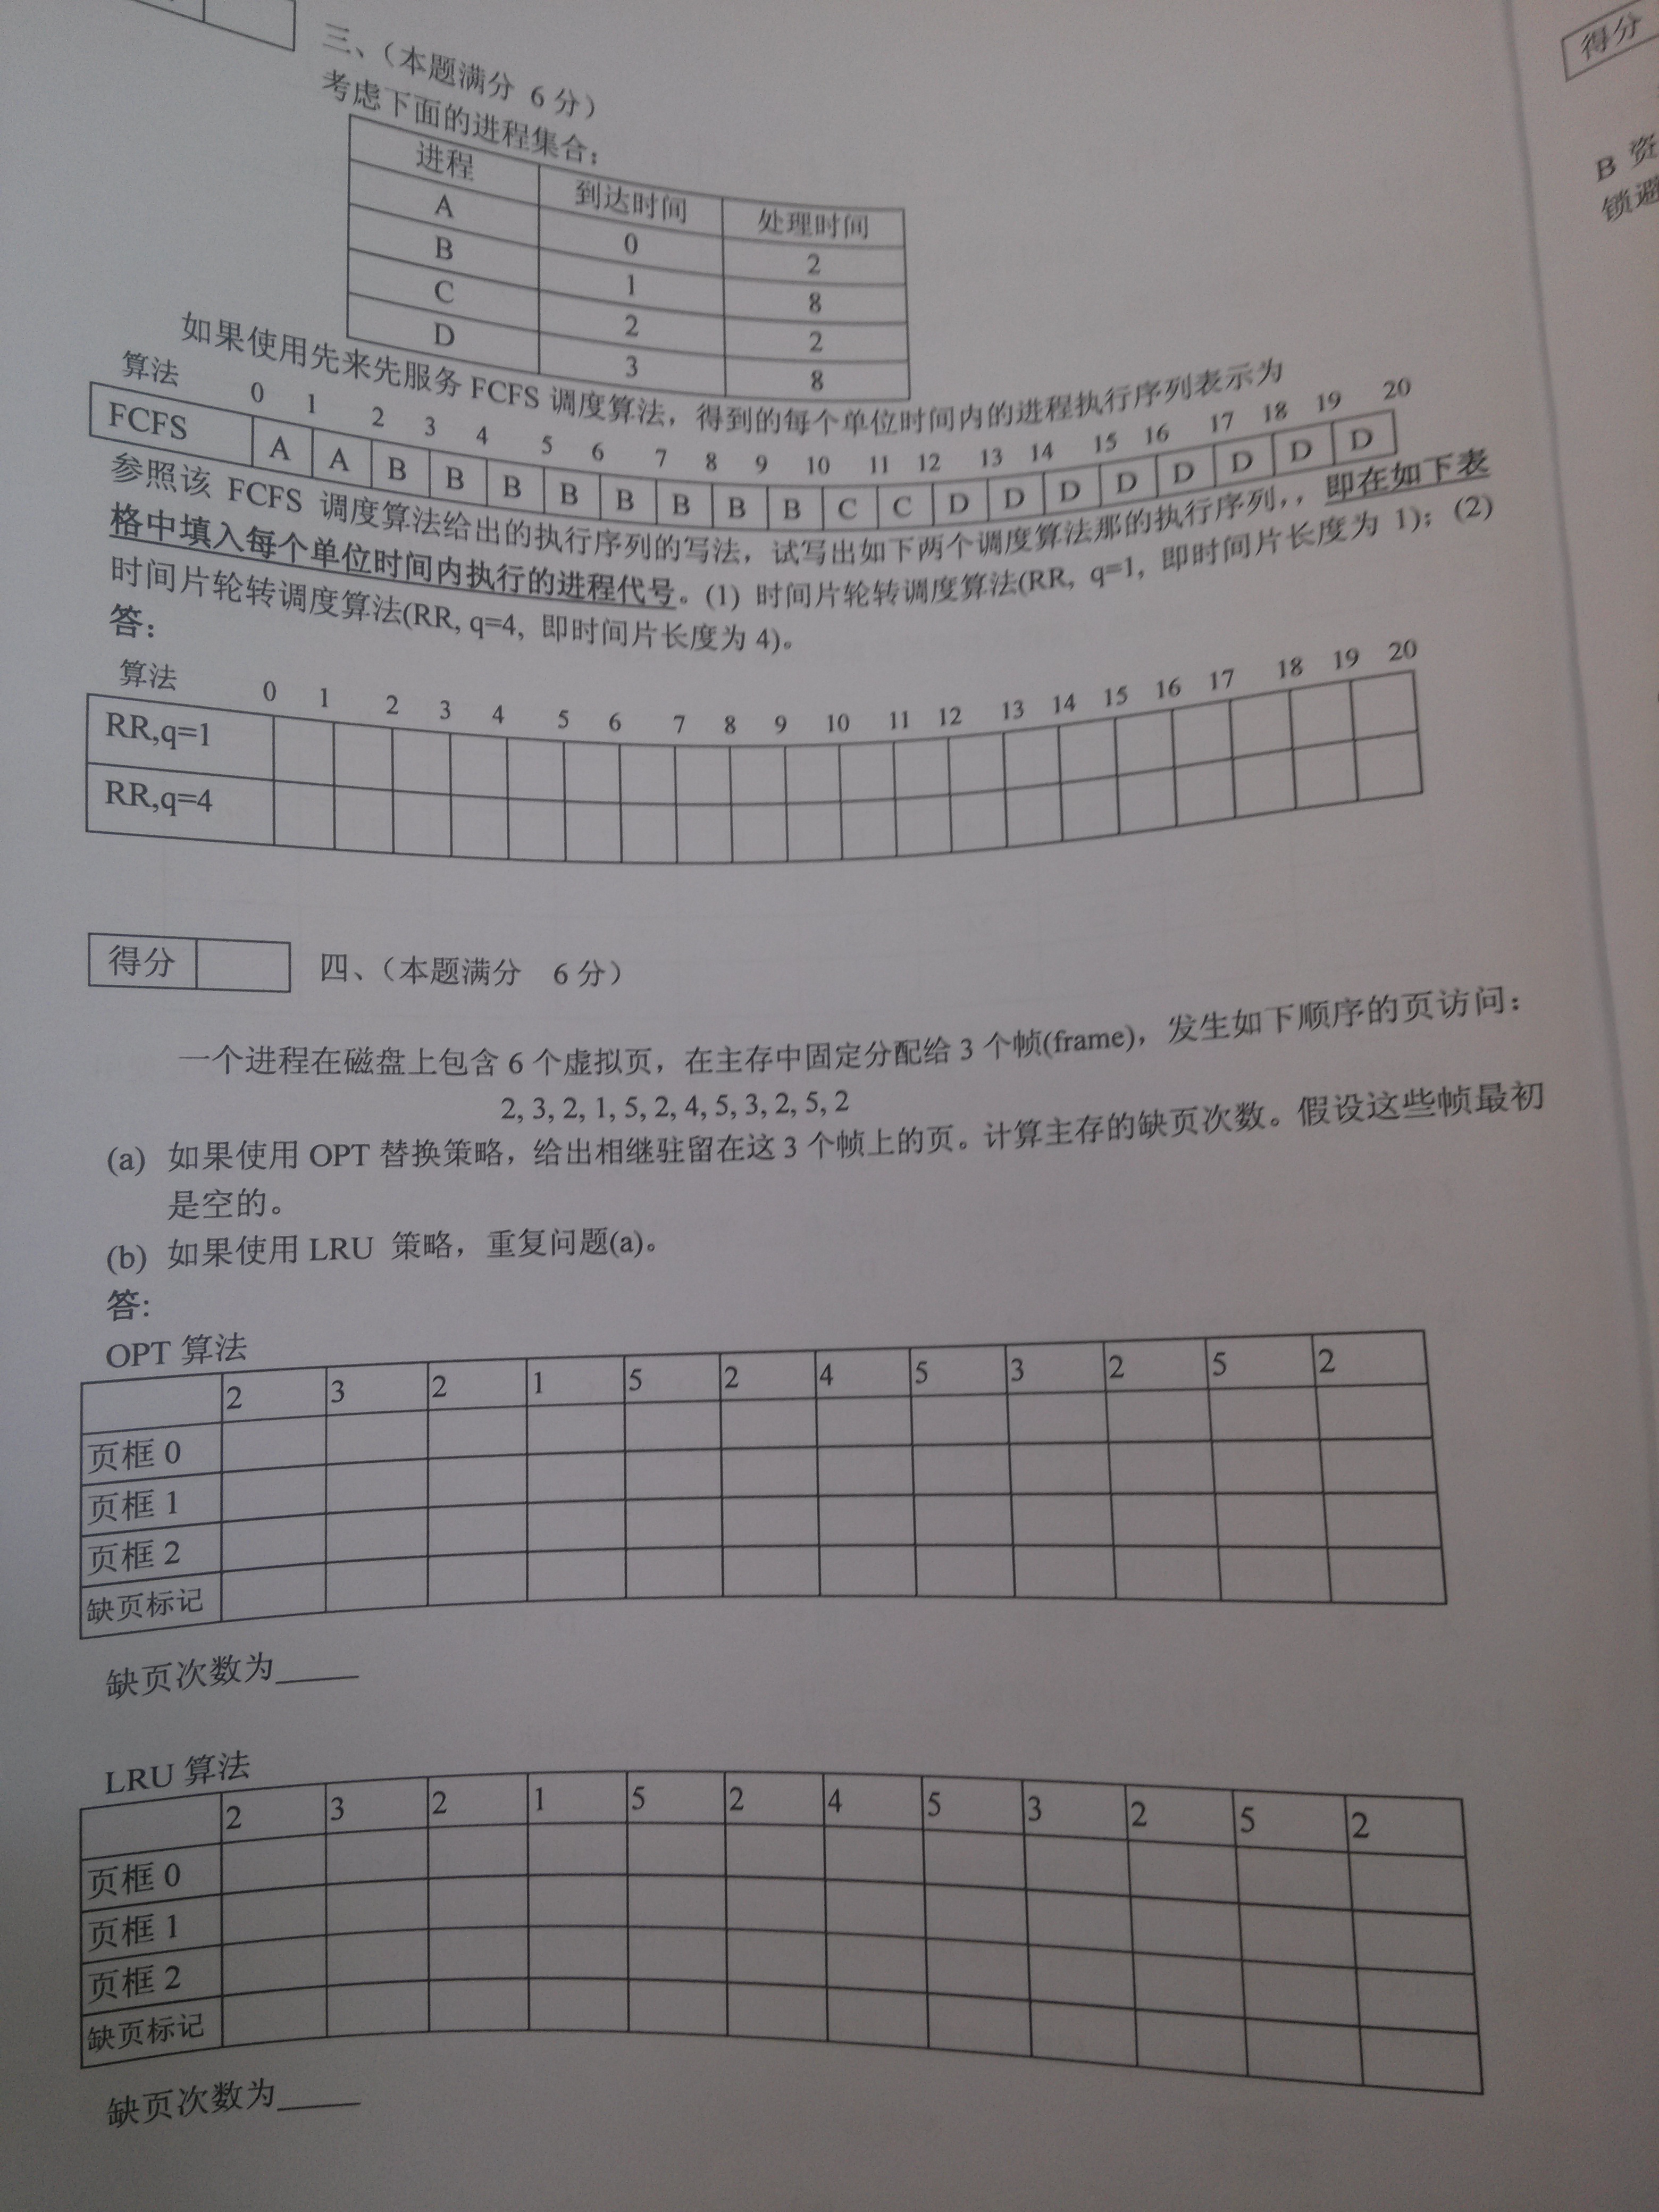 三、（本题满分 6 分）
考虑下面的进程集合：
进程 到达时间 处理时间
A 0 2
B 1 8
C 2 2
D 3 8
如果使用先来先服务 FCFS 调度算法，得到的每个单位时间内的进程执行序列表示为
算法 0 1 2 3 4 5 6 7 8 9 10 11 12 13 14 15 16 17 18 19 20
FCFS A A B B B B B B B B C C D D D D D D D D
参照该 FCFS 调度算法给出的执行序列的写法，试写出如下两个调度算法那的执行序列，，即在如下表
格中填入每个单位时间内执行的进程代号。(1) 时间片轮转调度算法(RR, q=1, 即时间片长度为 1)；(2)
时间片轮转调度算法(RR, q=4, 即时间片长度为 4)。
答：
算法 0 1 2 3 4 5 6 7 8 9 10 11 12 13 14 15 16 17 18 19 20
RR,q=1
RR,q=4
得分
四、（本题满分 6 分）
一个进程在磁盘上包含 6 个虚拟页，在主存中固定分配给 3 个帧(frame)，发生如下顺序的页访问：
2, 3, 2, 1, 5, 2, 4, 5, 3, 2, 5, 2
(a) 如果使用 OPT 替换策略，给出相继驻留在这 3 个帧上的页。计算主存的缺页次数。假设这些帧最初
是空的。
(b) 如果使用 LRU 策略，重复问题(a)。
答:
OPT 算法
2 3 2 1 5 2 4 5 3 2 5 2
页框 0
页框 1
页框 2
缺页标记
缺页次数为____
LRU 算法
2 3 2 1 5 2 4 5 3 2 5 2
页框 0
页框 1
页框 2
缺页标记
缺页次数为____
得分
B 资
锁避